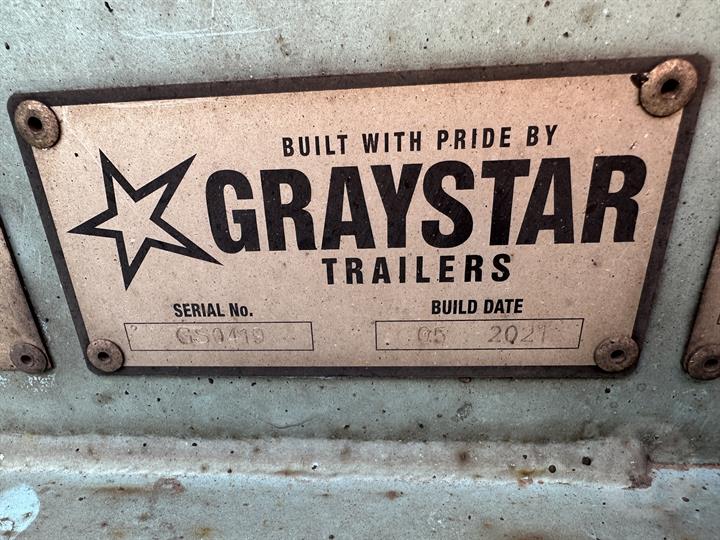 BUILT WITH PRIDE BY
GRAYSTAR
TRAILERS
SERIAL No.
BUILD DATE
GS0419
05 2021